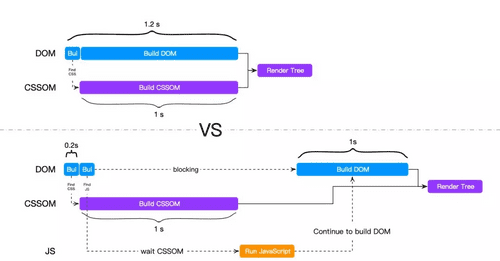 1.2 s
DOM
Bui
Build DOM
Find
CSS
Render Tree
CSSOM
Build CSSOM
1 s
VS
0.2s
1s
DOM
Bui
Bui
blocking
Build DOM
Find
CSS
Find
JS
Render Tree
CSSOM
Build CSSOM
1 s
Continue to build DOM
JS
wait CSSOM
Run JavaScript